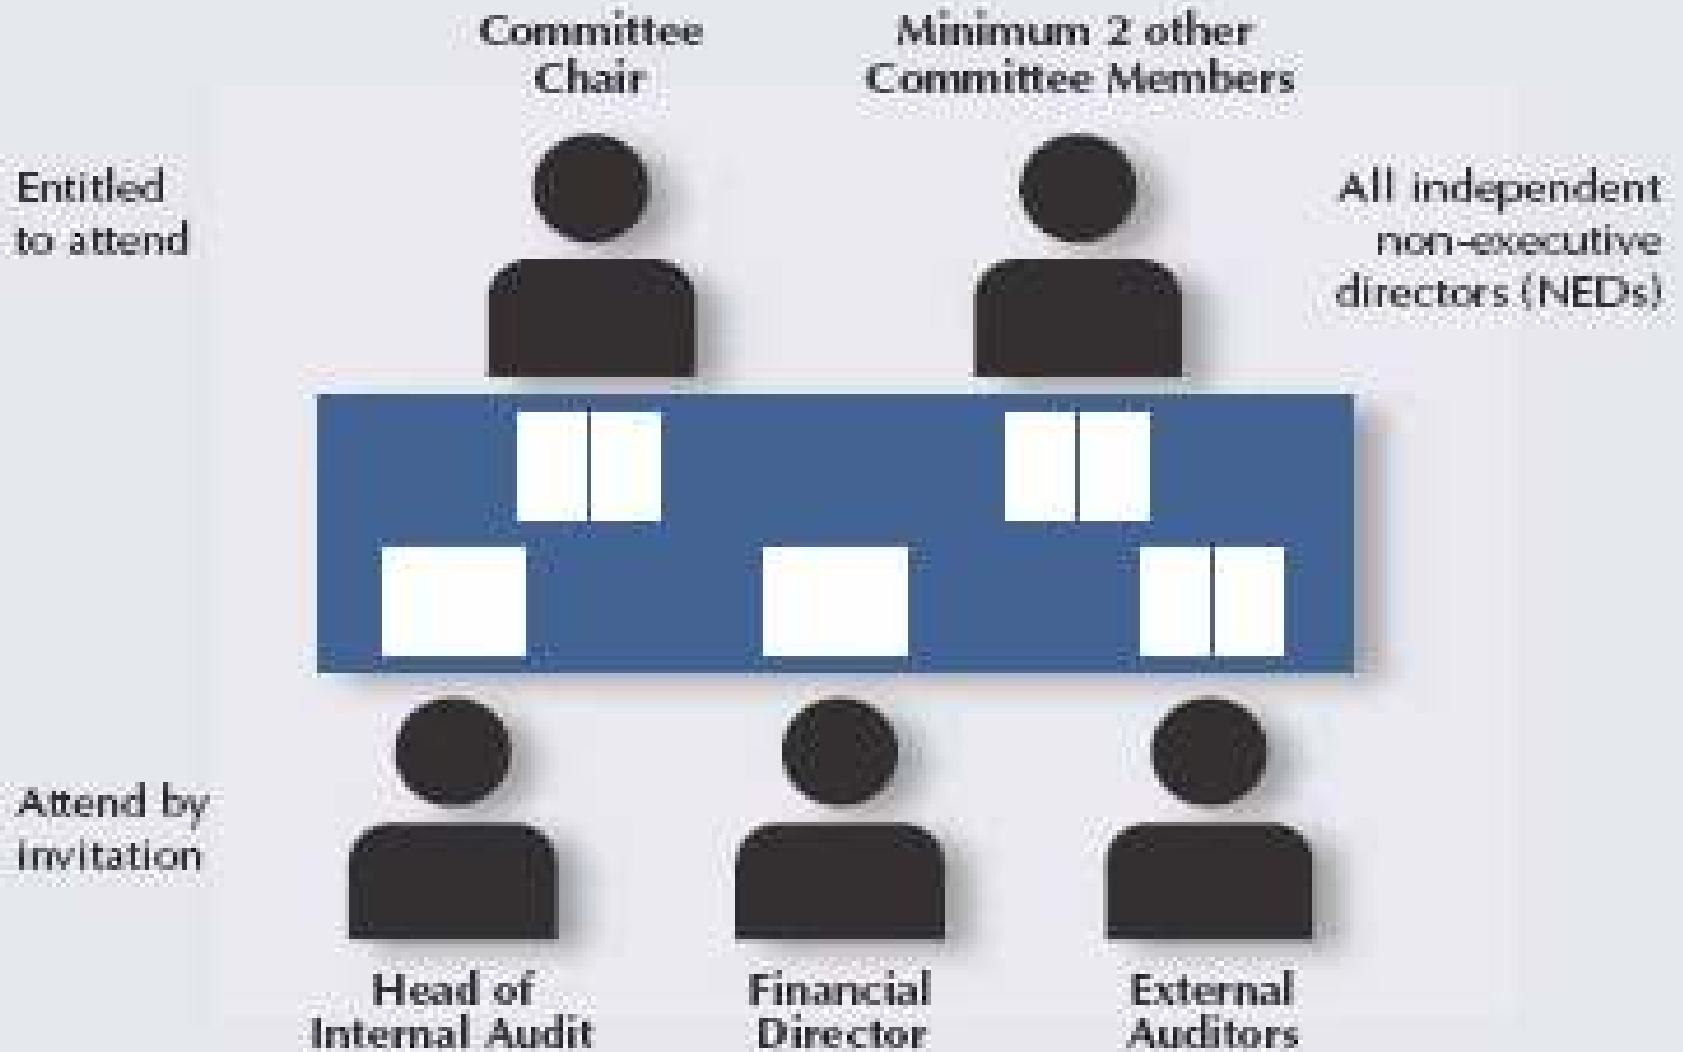 Committee
Chair
Minimum 2 other
Committee Members
Entitled
to attend
All independent
non-executive
directors (NEDs)
Attend by
invitation
Head of
Internal Audit
Financial
Director
External
Auditors